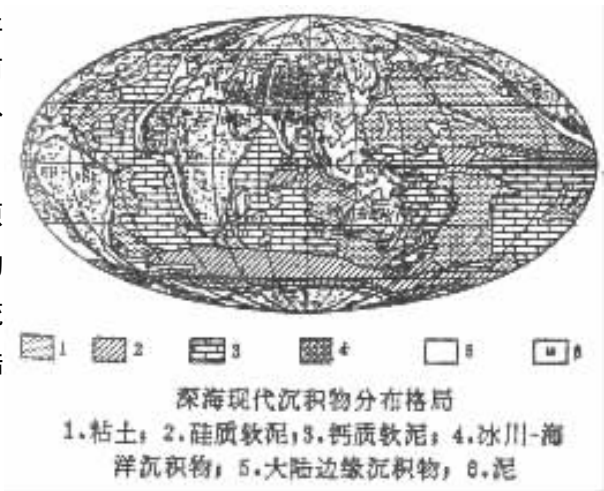 1 2 3 4 5 M 6
深海现代沉积物分布格局
1.粘土; 2.硅质软泥;3.钙质软泥; 4.冰川-海
洋沉积物; 5.大陆边缘沉积物; 6.泥